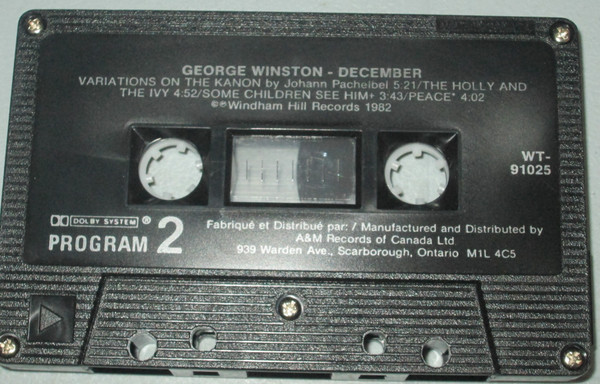 GEORGE WINSTON - DECEMBER
VARIATIONS ON THE KANON by Johann Pachelbel 5:21/THE HOLLY AND
THE IVY 4:52/SOME CHILDREN SEE HIM+ 3:43/PEACE* 4:02
©℗Windham Hill Records 1982
WT-
91025
DOLBY SYSTEM ®
PROGRAM 2
Fabriqué et Distribué par: / Manufactured and Distributed by
A&M Records of Canada Ltd
939 Warden Ave., Scarborough, Ontario M1L 4C5